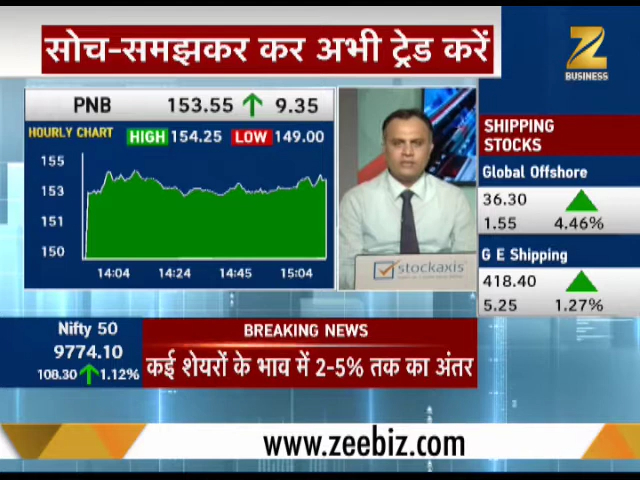 सोच-समझकर कर अभी ट्रेड करें
Z
BUSINESS
PNB 153.55 9.35
HOURLY CHART HIGH 154.25 LOW 149.00
155
153
151
150
14:04 14:24 14:45 15:04
stockaxis
SHIPPING
STOCKS
Global Offshore
36.30
1.55 4.46%
G E Shipping
418.40
5.25 1.27%
Nifty 50
9774.10
108.30 1.12%
BREAKING NEWS
कई शेयरों के भाव में 2-5% तक का अंतर
www.zeebiz.com